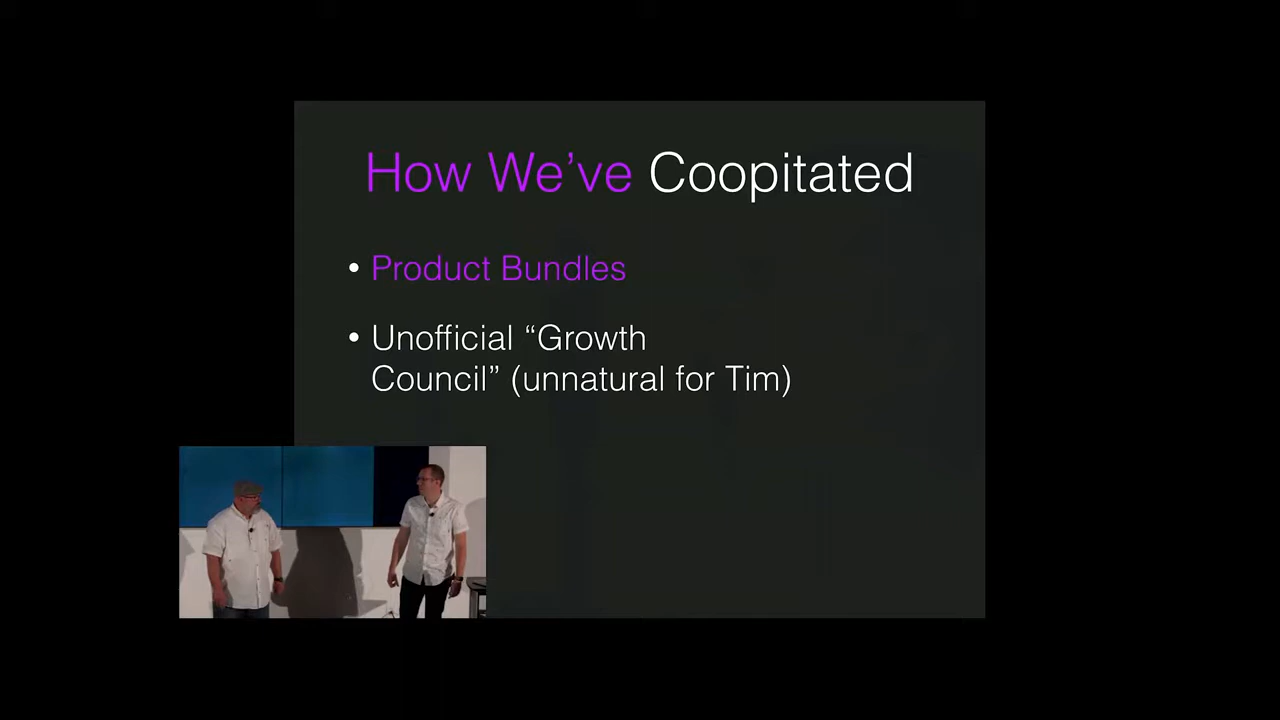 How We’ve Coopitated
• Product Bundles
• Unofficial “Growth
Council” (unnatural for Tim)